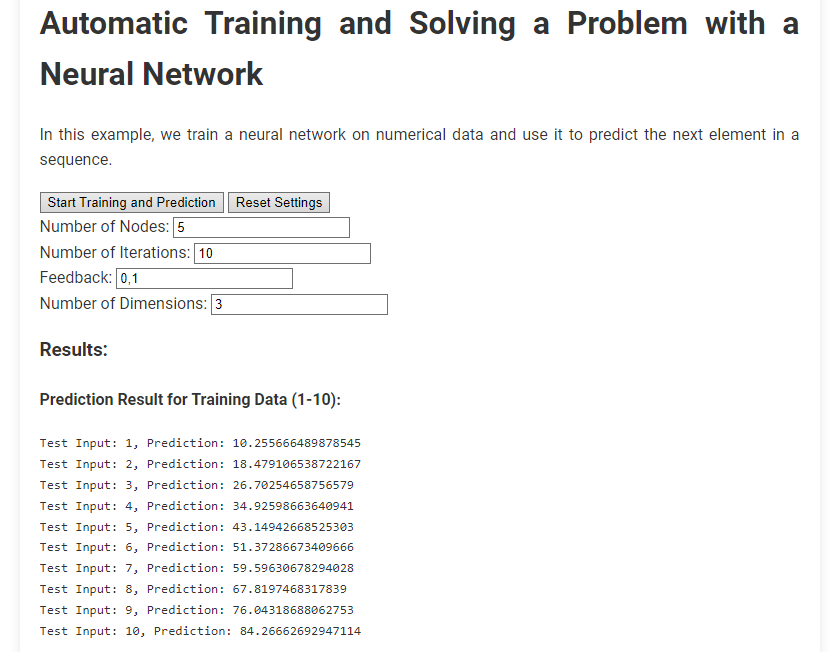 Automatic Training and Solving a Problem with a
Neural Network
In this example, we train a neural network on numerical data and use it to predict the next element in a
sequence.
Start Training and Prediction Reset Settings
Number of Nodes: 5
Number of Iterations: 10
Feedback: 0,1
Number of Dimensions: 3
Results:
Prediction Result for Training Data (1-10):
Test Input: 1, Prediction: 10.255666489878545
Test Input: 2, Prediction: 18.479106538722167
Test Input: 3, Prediction: 26.70254658756579
Test Input: 4, Prediction: 34.92598663640941
Test Input: 5, Prediction: 43.14942668525303
Test Input: 6, Prediction: 51.37286673409666
Test Input: 7, Prediction: 59.59630678294028
Test Input: 8, Prediction: 67.8197468317839
Test Input: 9, Prediction: 76.04318688062753
Test Input: 10, Prediction: 84.26662692947114